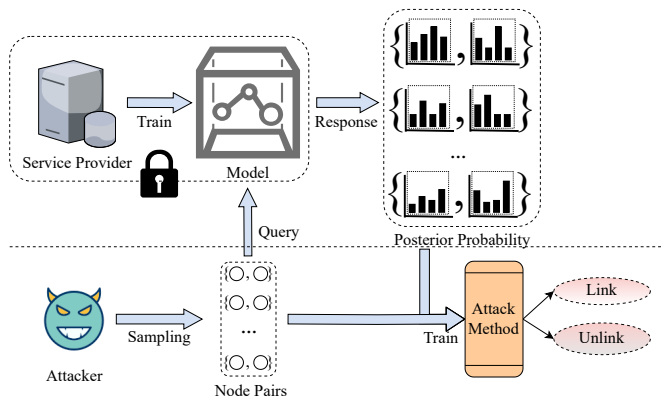 Train
Response
Service Provider
Model
...
Query
Posterior Probability
Sampling
...
Train
Attack
Method
Link
Unlink
Attacker
Node Pairs